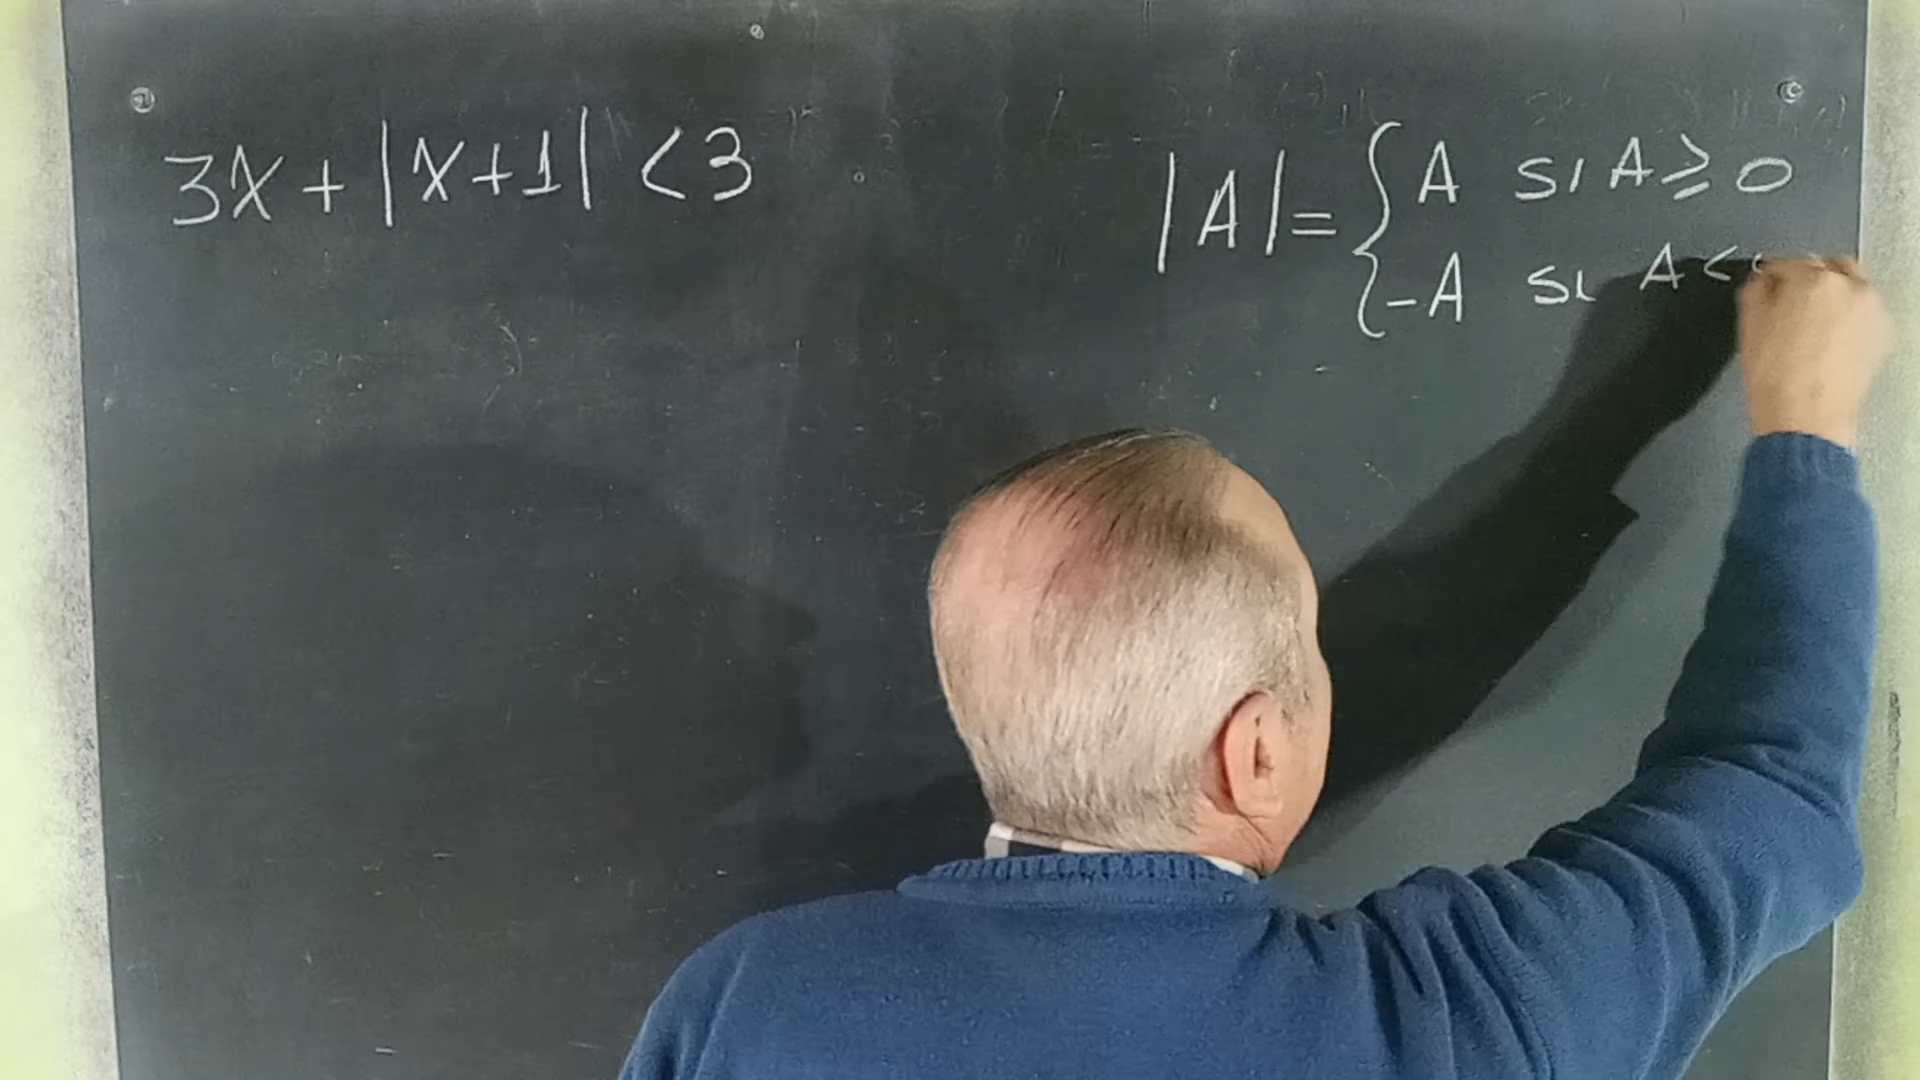 3x+|x+1|<3
|A|={A si A≥0
-A si A<